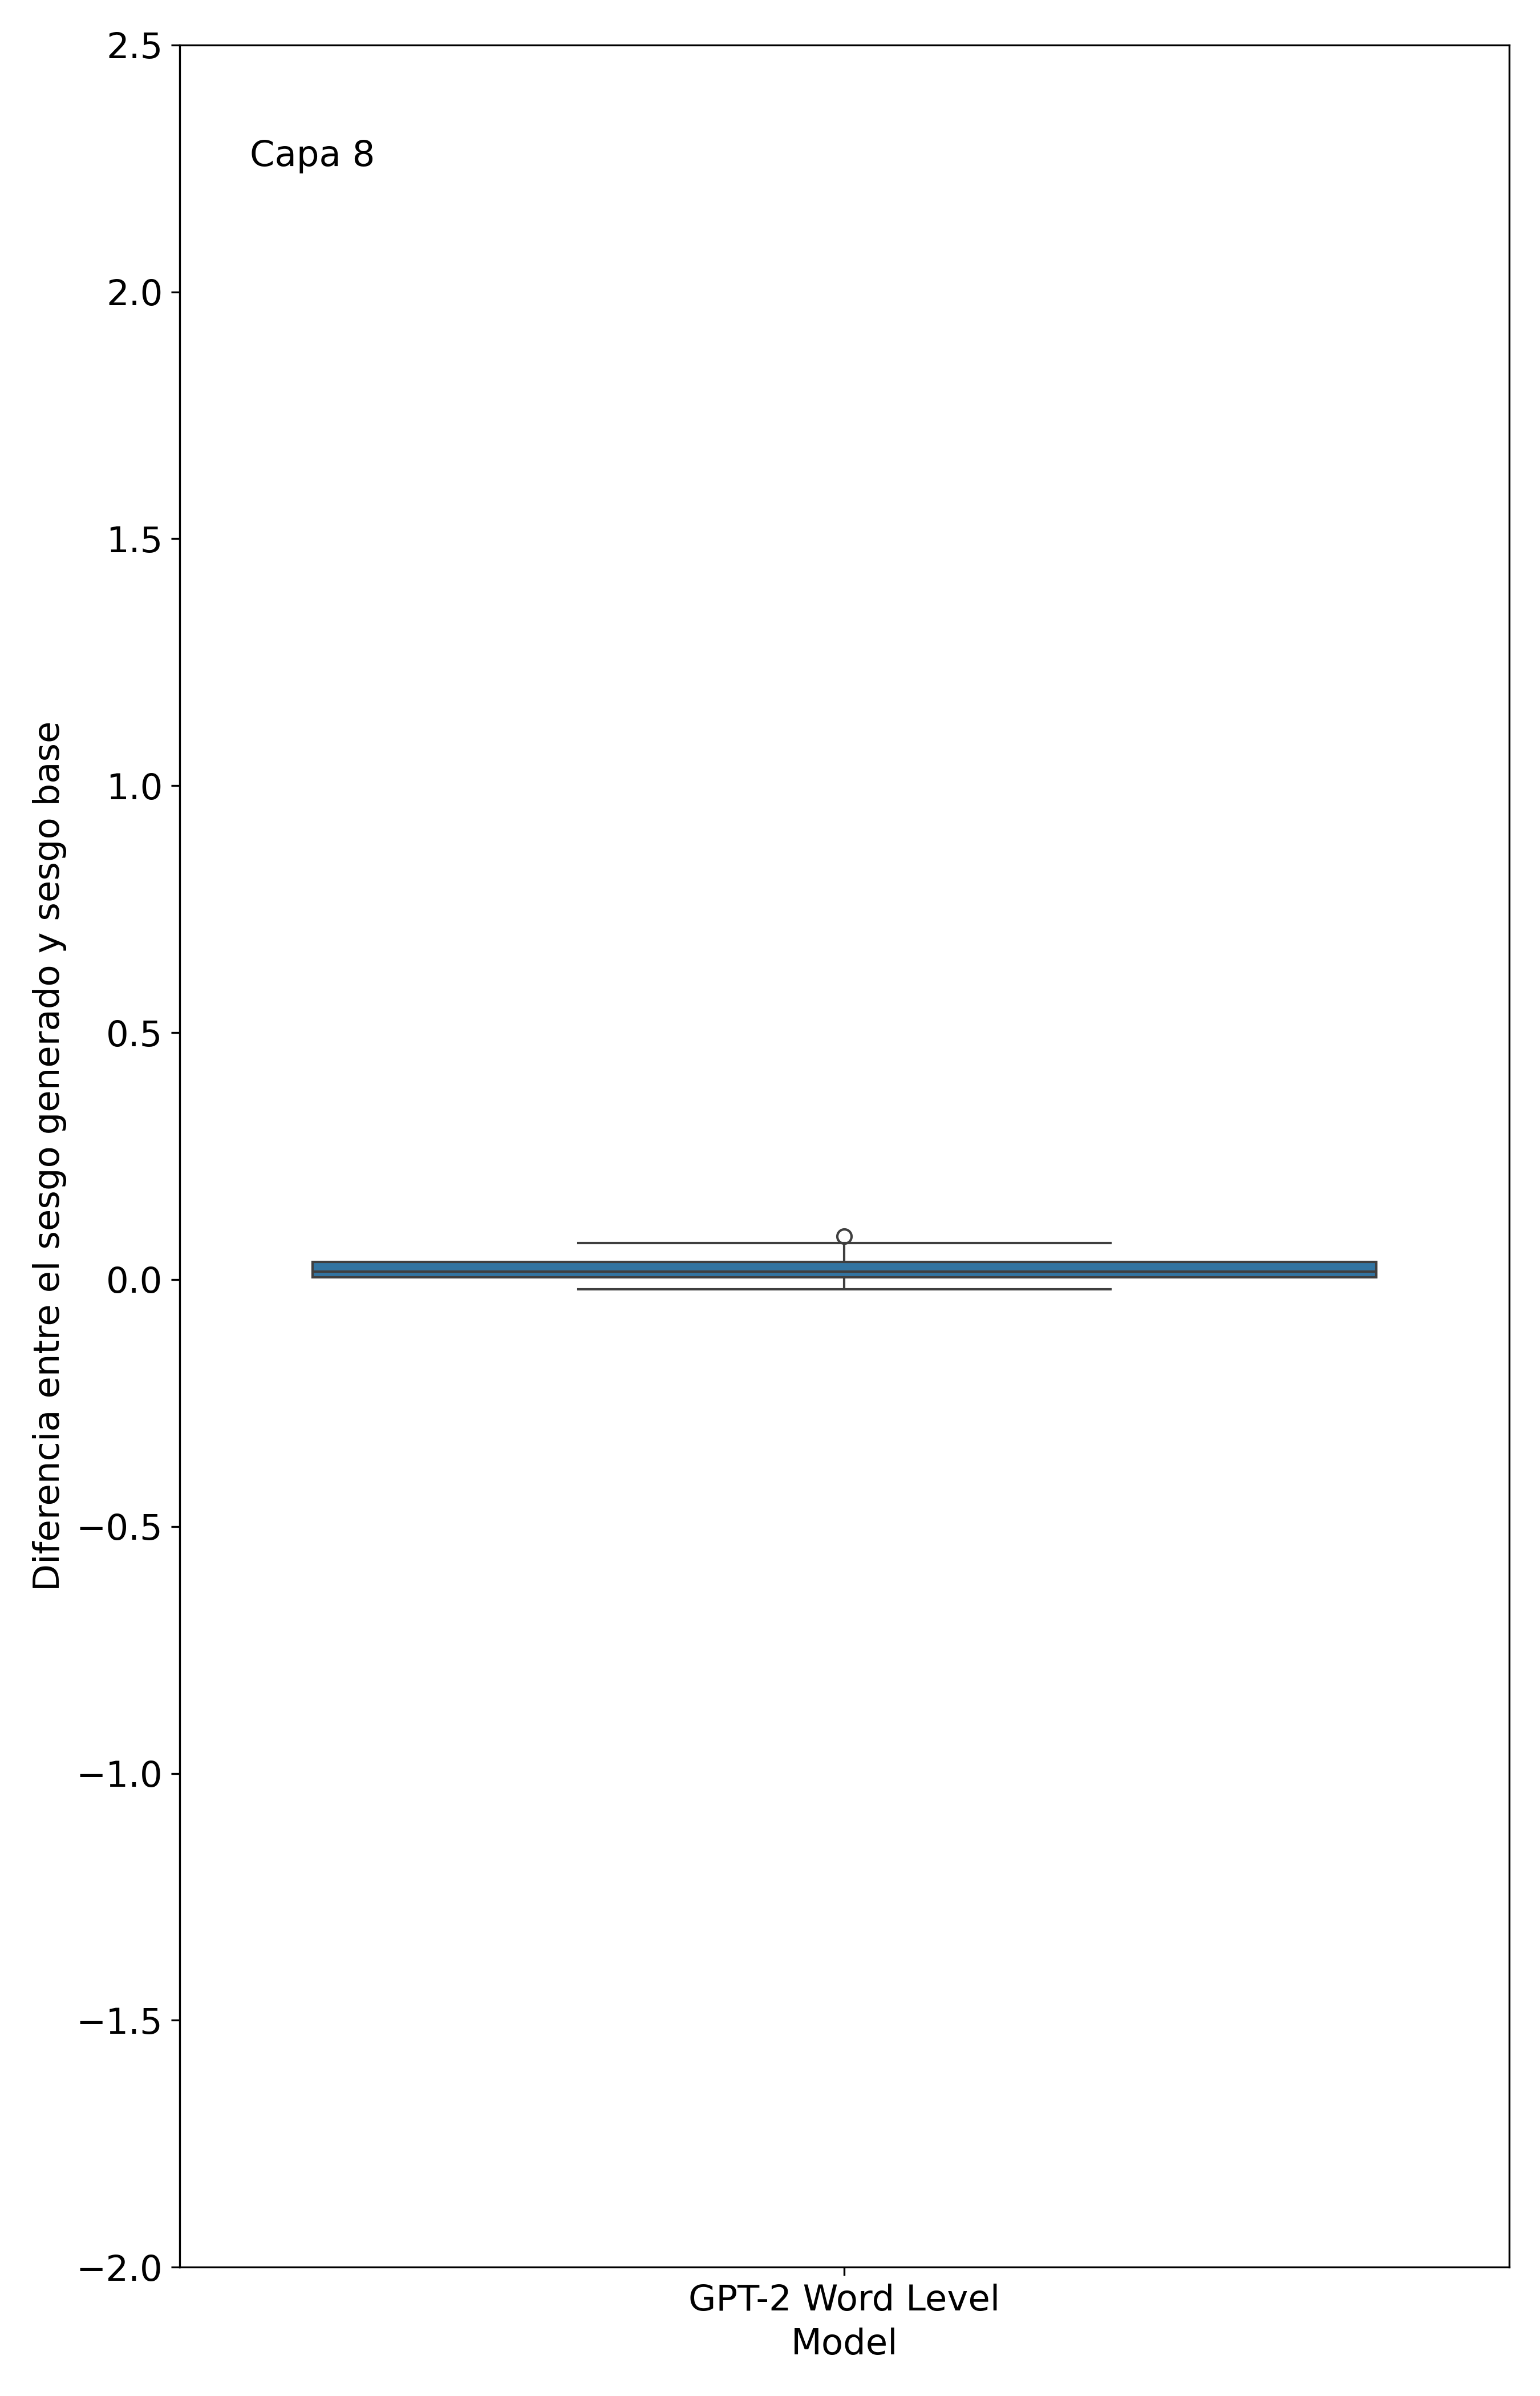 2.5
Capa 8
2.0
1.5
1.0
0.5
0.0
−0.5
−1.0
−1.5
−2.0
Diferencia entre el sesgo generado y sesgo base
GPT-2 Word Level
Model